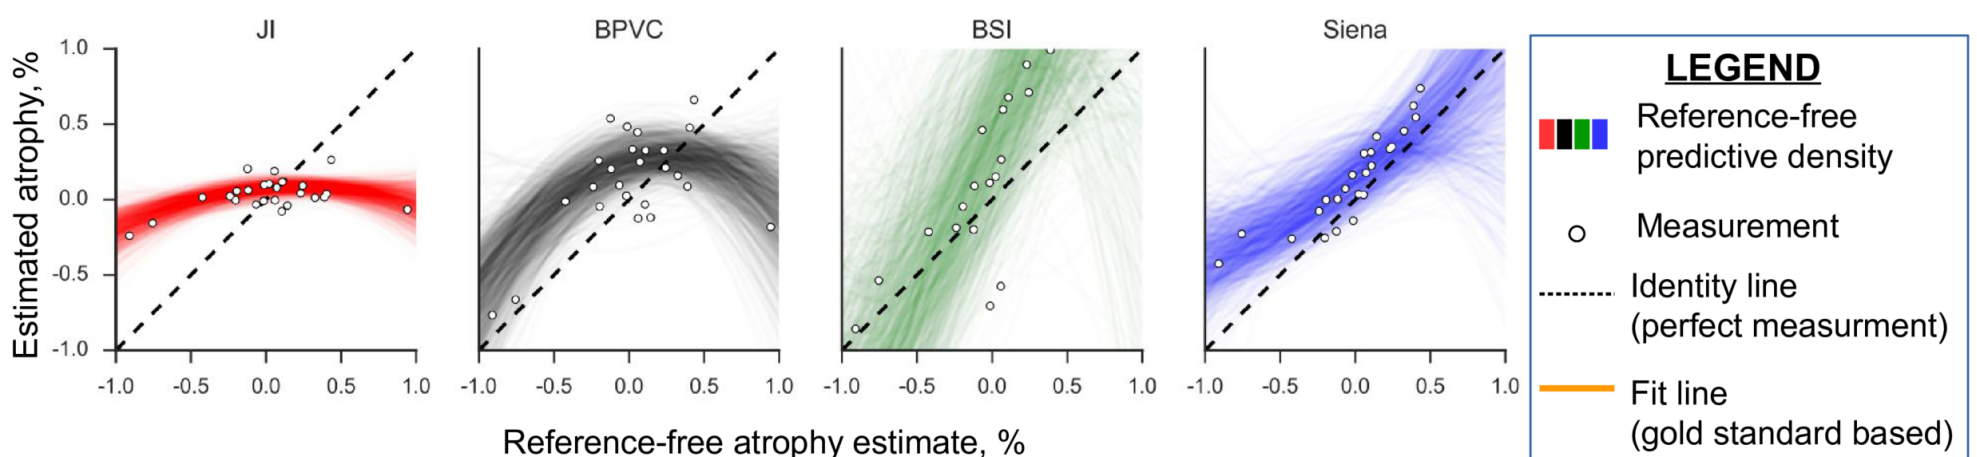 JI
BPVC
BSI
Siena
Estimated atrophy, %
1.0
0.5
0.0
-0.5
-1.0
-1.0 -0.5 0.0 0.5 1.0
-1.0 -0.5 0.0 0.5 1.0
-1.0 -0.5 0.0 0.5 1.0
-1.0 -0.5 0.0 0.5 1.0
Reference-free atrophy estimate, %
LEGEND
Reference-free
predictive density
Measurement
Identity line
(perfect measurment)
Fit line
(gold standard based)